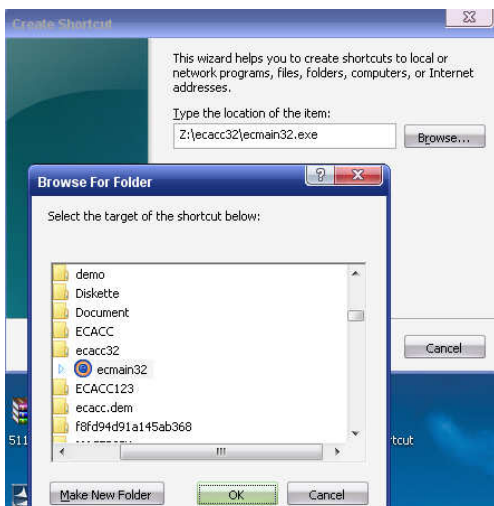 Create Shortcut
This wizard helps you to create shortcuts to local or
network programs, files, folders, computers, or Internet
addresses.
Type the location of the item:
Z:\ecacc32\ecmain32.exe
Browse...
Browse For Folder
Select the target of the shortcut below:
demo
Diskette
Document
ECACC
ecacc32
ecmain32
ECACC123
ecacc.dem
f8fd94d91a145ab368
Cancel
511
tcut
Make New Folder
OK
Cancel